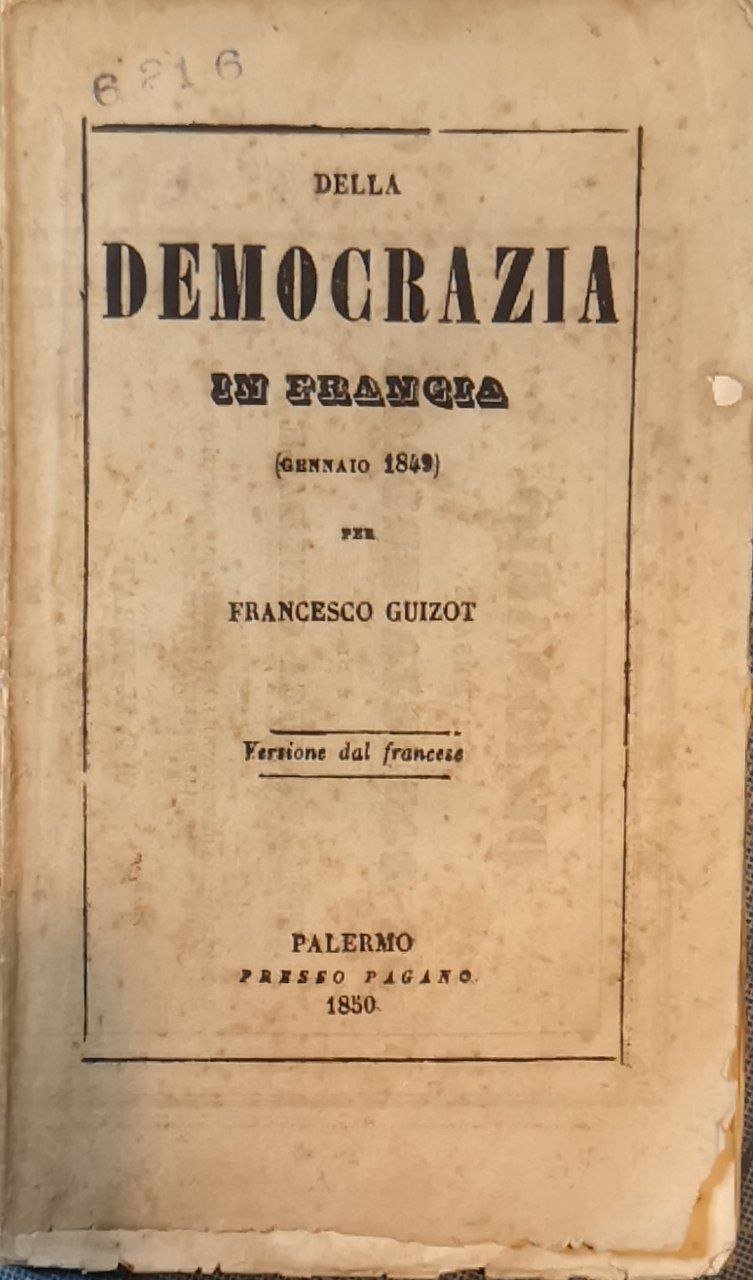 6216
DELLA
DEMOCRAZIA
IN FRANCIA
(GENNAIO 1849)
PER
FRANCESCO GUIZOT
Versione dal francese
PALERMO
PRESSO PAGANO.
1850.